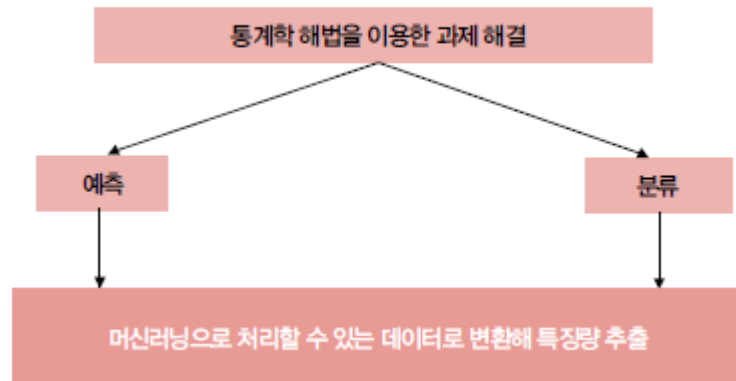 통계학 해법을 이용한 과제 해결
예측
분류
머신러닝으로 처리할 수 있는 데이터로 변환해 특징량 추출